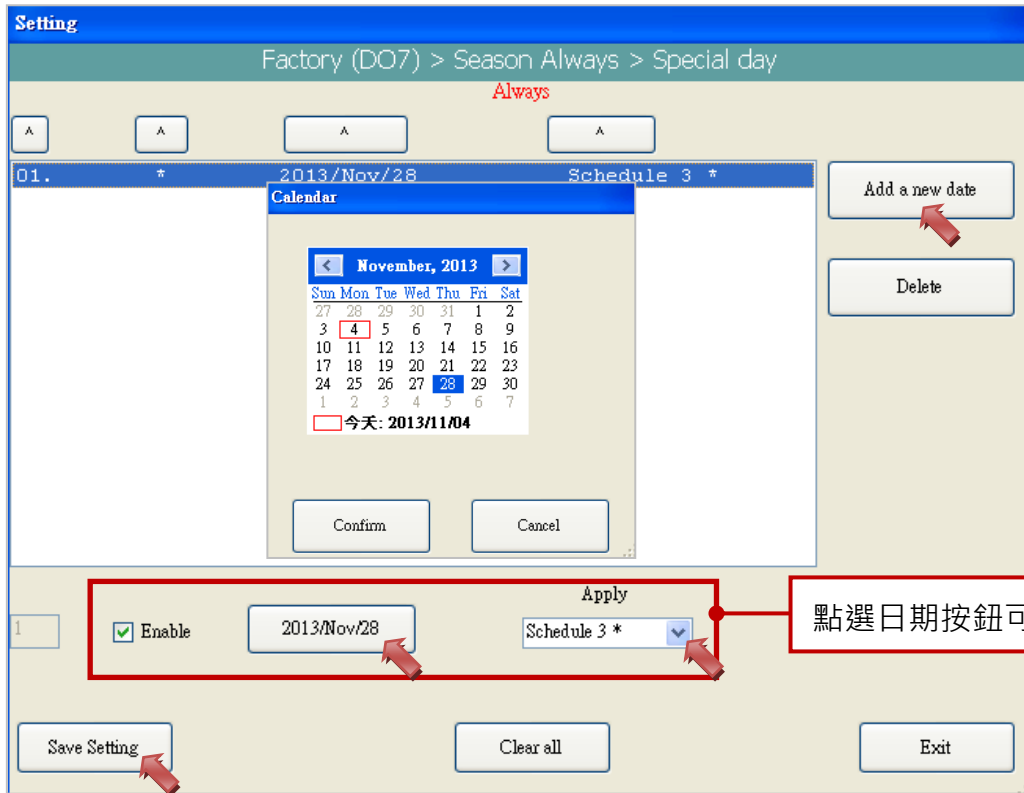 Setting
Factory (DO7) > Season Always > Special day
Always
^ ^ ^ ^
01. * 2013/Nov/28 Schedule 3 *
Add a new date
Delete
Calendar
< November, 2013 >
Sun Mon Tue Wed Thu Fri Sat
27 28 29 30 31 1 2
3 4 5 6 7 8 9
10 11 12 13 14 15 16
17 18 19 20 21 22 23
24 25 26 27 28 29 30
1 2 3 4 5 6 7
今天: 2013/11/04
Confirm Cancel
Apply
1 Enable 2013/Nov/28 Schedule 3 *
點選日期按鈕可
Save Setting Clear all Exit